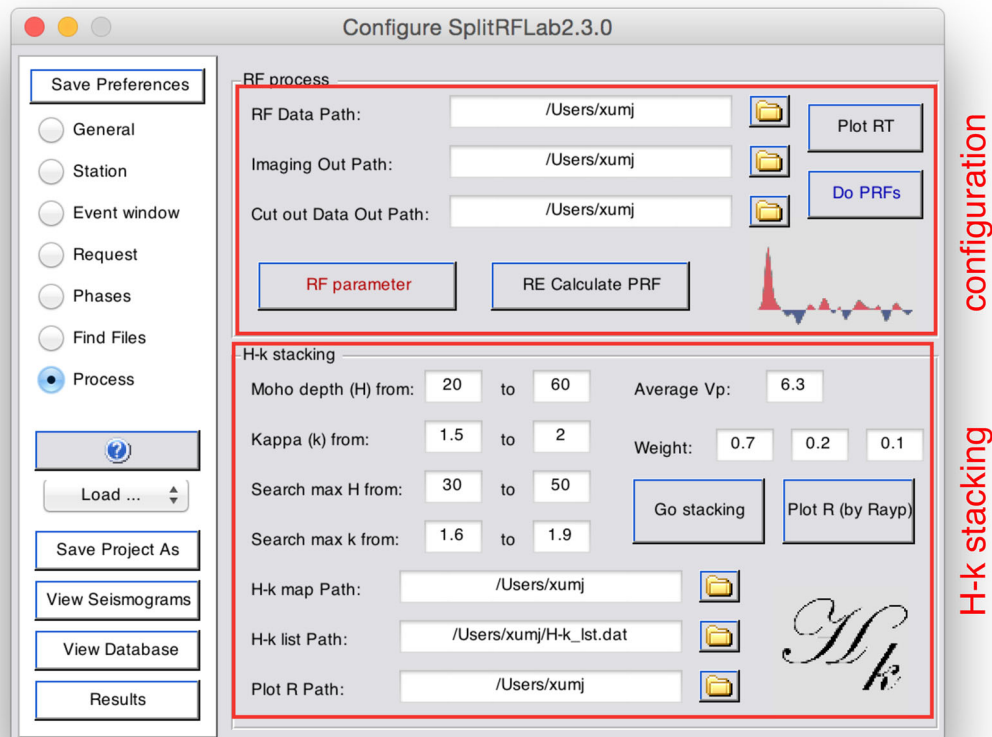 Configure SplitRFLab2.3.0
Save Preferences
General
Station
Event window
Request
Phases
Find Files
Process
?
Load ...
Save Project As
View Seismograms
View Database
Results
RF process
RF Data Path: /Users/xumj
Plot RT
Imaging Out Path: /Users/xumj
Do PRFs
Cut out Data Out Path: /Users/xumj
RF parameter RE Calculate PRF
configuration
H-k stacking
Moho depth (H) from: 20 to 60 Average Vp: 6.3
Kappa (k) from: 1.5 to 2 Weight: 0.7 0.2 0.1
Search max H from: 30 to 50
Go stacking Plot R (by Rayp)
Search max k from: 1.6 to 1.9
H-k map Path: /Users/xumj
H-k list Path: /Users/xumj/H-k_lst.dat
Plot R Path: /Users/xumj
Hk
H-k stacking